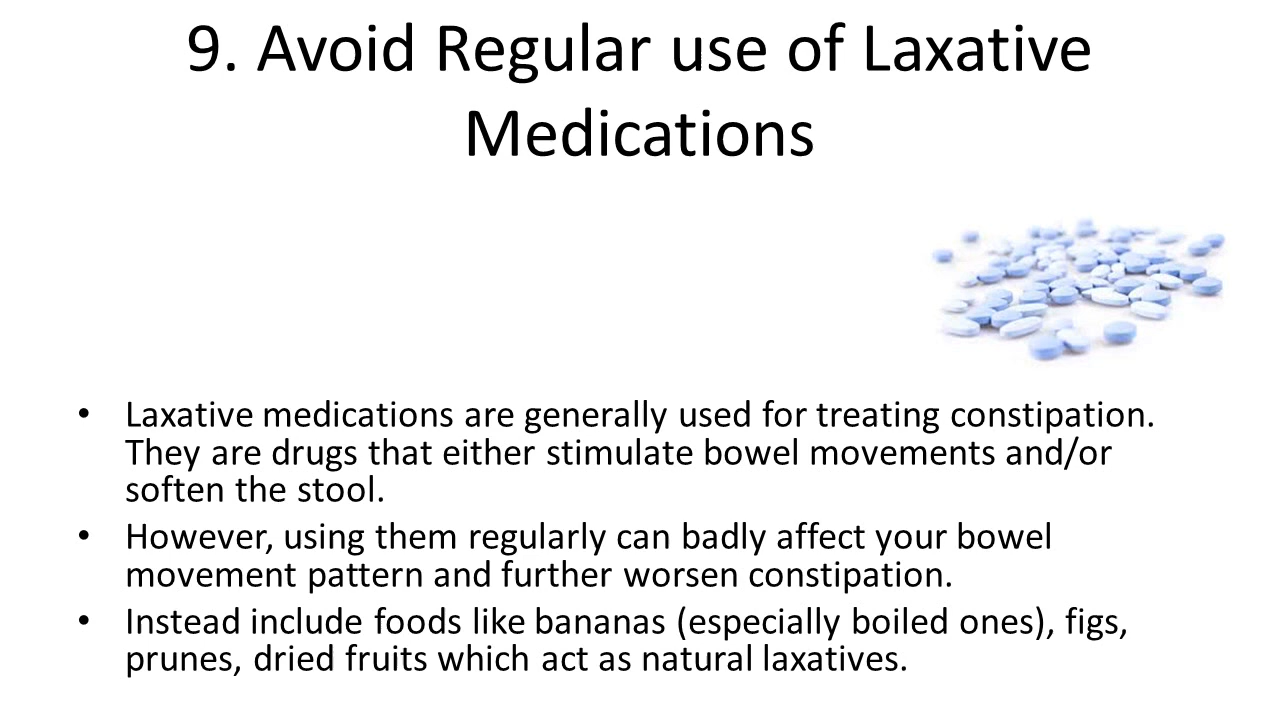 9. Avoid Regular use of Laxative
Medications
• Laxative medications are generally used for treating constipation.
They are drugs that either stimulate bowel movements and/or
soften the stool.
• However, using them regularly can badly affect your bowel
movement pattern and further worsen constipation.
• Instead include foods like bananas (especially boiled ones), figs,
prunes, dried fruits which act as natural laxatives.